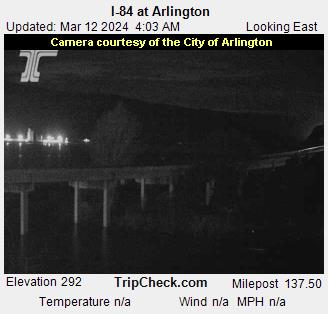 I-84 at Arlington
Updated: Mar 12 2024 4:03 AM Looking East
Camera courtesy of the City of Arlington
Elevation 292 TripCheck.com Milepost 137.50
Temperature n/a Wind n/a MPH n/a